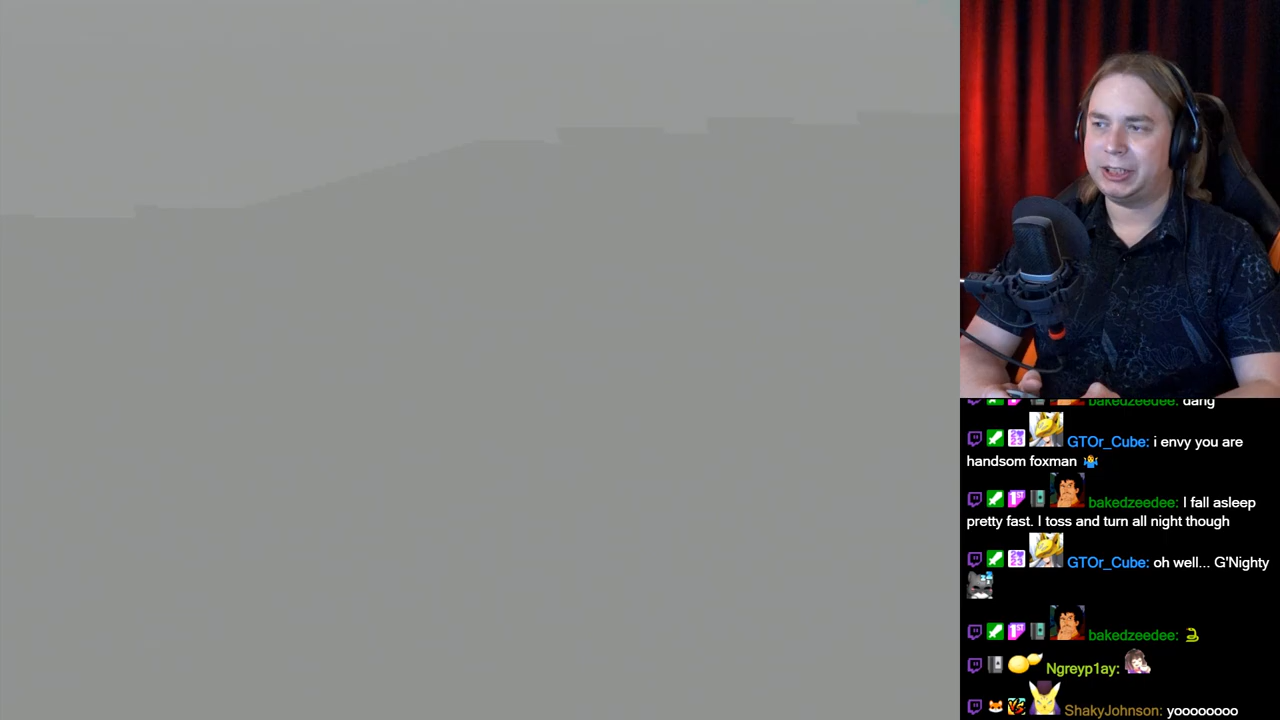 bakedzeedee: dang
GTOr_Cube: i envy you are
handsom foxman
bakedzeedee: I fall asleep
pretty fast. I toss and turn all night though
GTOr_Cube: oh well... G'Nighty
bakedzeedee:
Ngreyp1ay:
ShakyJohnson: yoooooooo